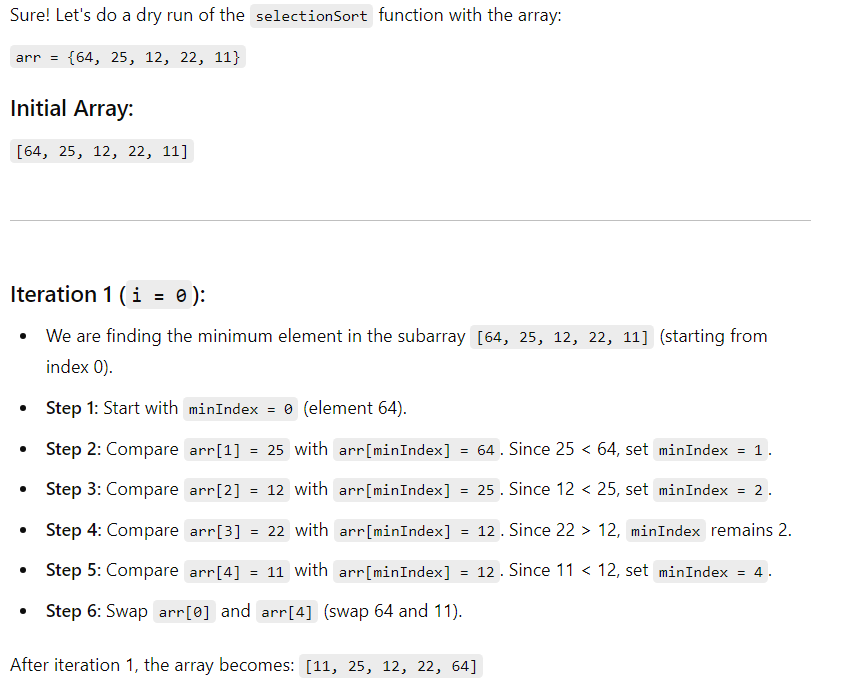 Sure! Let's do a dry run of the selectionSort function with the array:
arr = {64, 25, 12, 22, 11}
Initial Array:
[64, 25, 12, 22, 11]
Iteration 1 (i = 0):
• We are finding the minimum element in the subarray [64, 25, 12, 22, 11] (starting from
index 0).
• Step 1: Start with minIndex = 0 (element 64).
• Step 2: Compare arr[1] = 25 with arr[minIndex] = 64. Since 25 < 64, set minIndex = 1.
• Step 3: Compare arr[2] = 12 with arr[minIndex] = 25. Since 12 < 25, set minIndex = 2.
• Step 4: Compare arr[3] = 22 with arr[minIndex] = 12. Since 22 > 12, minIndex remains 2.
• Step 5: Compare arr[4] = 11 with arr[minIndex] = 12. Since 11 < 12, set minIndex = 4.
• Step 6: Swap arr[0] and arr[4] (swap 64 and 11).
After iteration 1, the array becomes: [11, 25, 12, 22, 64]